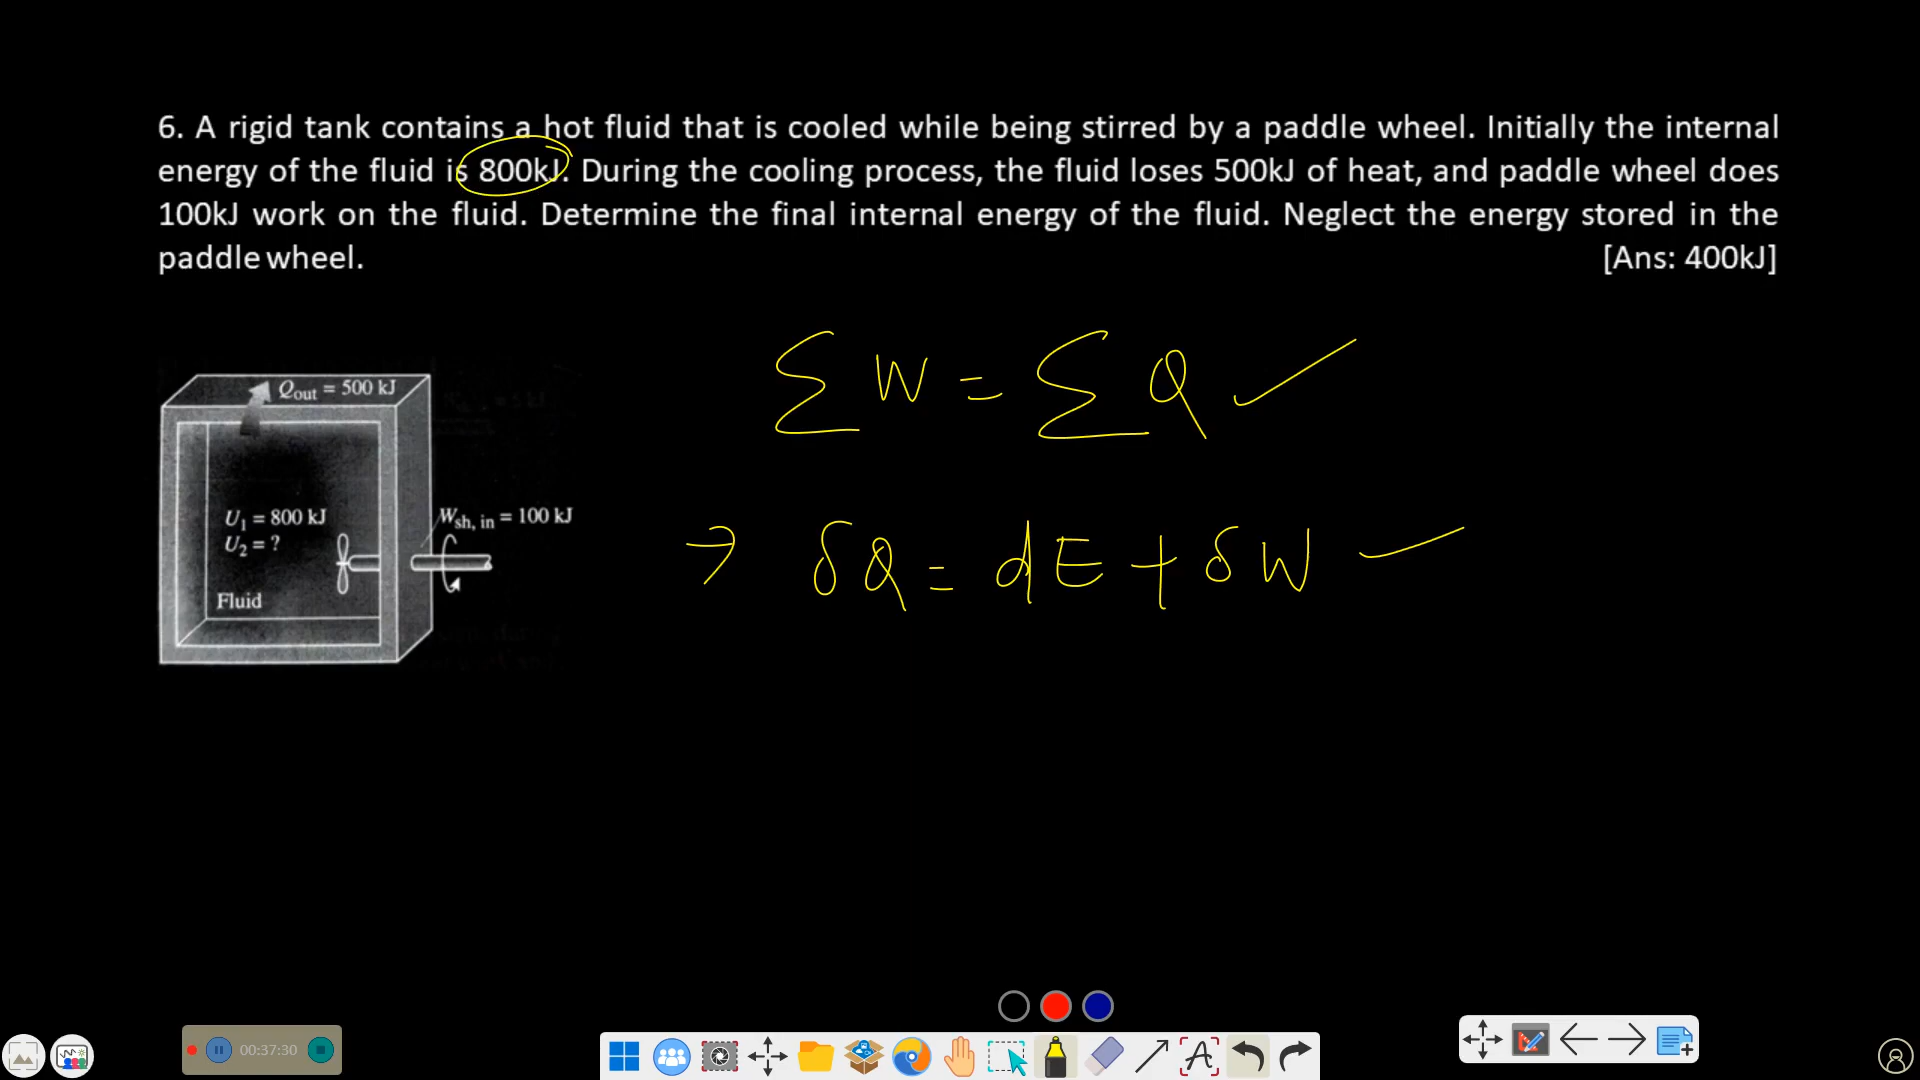 6. A rigid tank contains a hot fluid that is cooled while being stirred by a paddle wheel. Initially the internal
energy of the fluid is 800kJ. During the cooling process, the fluid loses 500kJ of heat, and paddle wheel does
100kJ work on the fluid. Determine the final internal energy of the fluid. Neglect the energy stored in the
paddle wheel. [Ans: 400kJ]
Qout = 500 kJ
U1 = 800 kJ
U2 = ?
Wsh, in = 100 kJ
Fluid
∑ W = ∑ Q
→ δQ = dE + δW
00:37:30